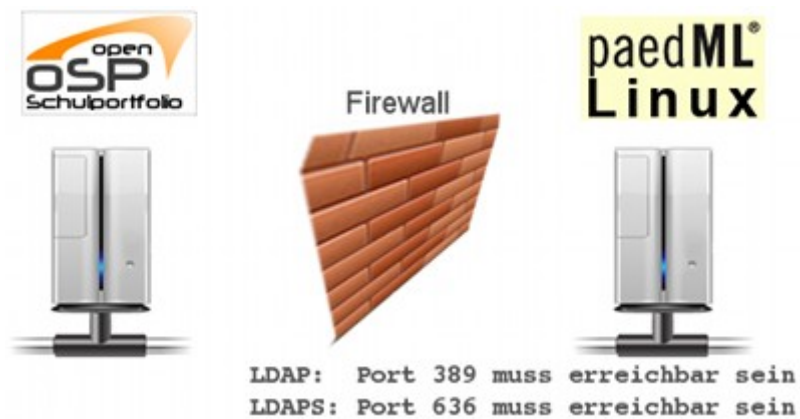 open
oSP
Schulportfolio
Firewall
paedML®
Linux
LDAP: Port 389 muss erreichbar sein
LDAPS: Port 636 muss erreichbar sein